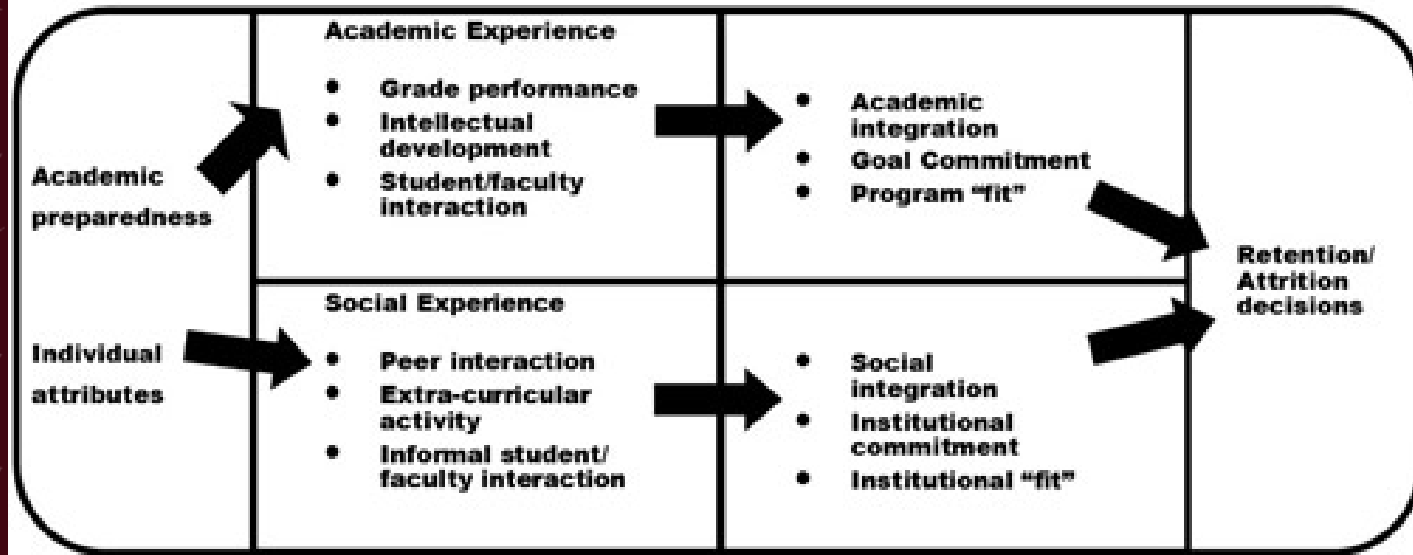 Academic
preparedness
Individual
attributes
Academic Experience
• Grade performance
• Intellectual
development
• Student/faculty
interaction
Social Experience
• Peer interaction
• Extra-curricular
activity
• Informal student/
faculty interaction
• Academic
integration
• Goal Commitment
• Program “fit”
• Social
integration
• Institutional
commitment
• Institutional “fit”
Retention/
Attrition
decisions